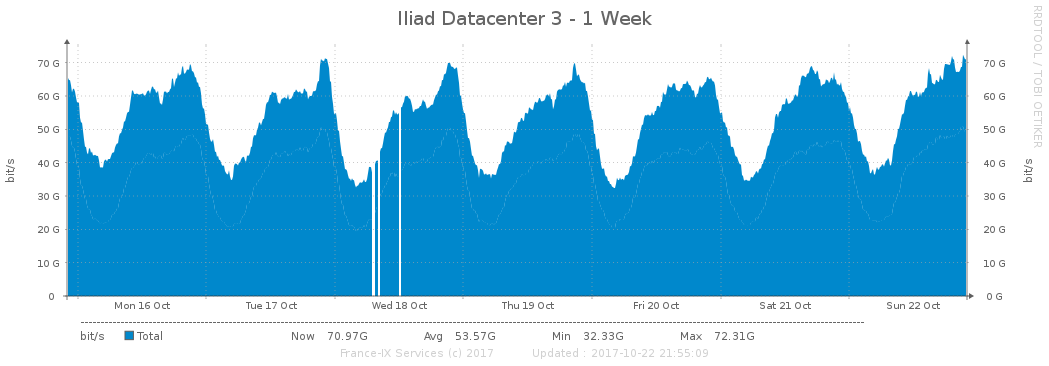 Iliad Datacenter 3 - 1 Week
RRDTOOL / TOBI OETIKER
70 G 70 G
60 G 60 G
50 G 50 G
40 G 40 G
30 G 30 G
20 G 20 G
10 G 10 G
0 0 G
bit/s bit/s
Mon 16 Oct Tue 17 Oct Wed 18 Oct Thu 19 Oct Fri 20 Oct Sat 21 Oct Sun 22 Oct
bit/s Total Now 70.97G Avg 53.57G Min 32.33G Max 72.31G
France-IX Services (c) 2017 Updated : 2017-10-22 21:55:09